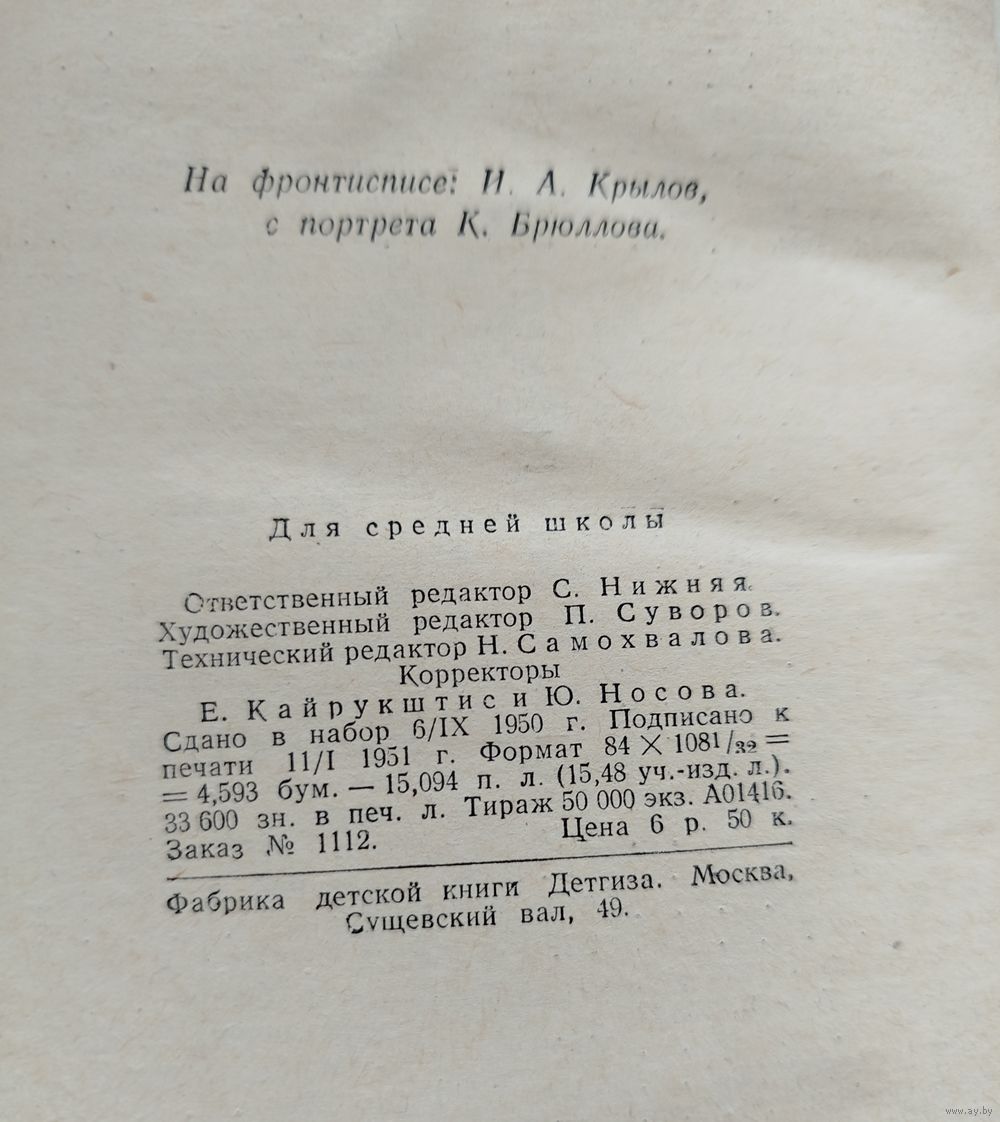 На фронтисписе: И. А. Крылов,
с портрета К. Брюллова.
Для средней школы
Ответственный редактор С. Нижняя.
Художественный редактор П. Суворов.
Технический редактор Н. Самохвалова.
Корректоры
Е. Кайрукштис и Ю. Носова.
Сдано в набор 6/IX 1950 г. Подписано к
печати 11/I 1951 г. Формат 84 × 108¹/₃₂ =
= 4,593 бум. — 15,094 п. л. (15,48 уч.-изд. л.).
33 600 зн. в печ. л. Тираж 50 000 экз. А01416.
Заказ № 1112. Цена 6 р. 50 к.
Фабрика детской книги Детгиза. Москва,
Сущевский вал, 49.
www.ay.by